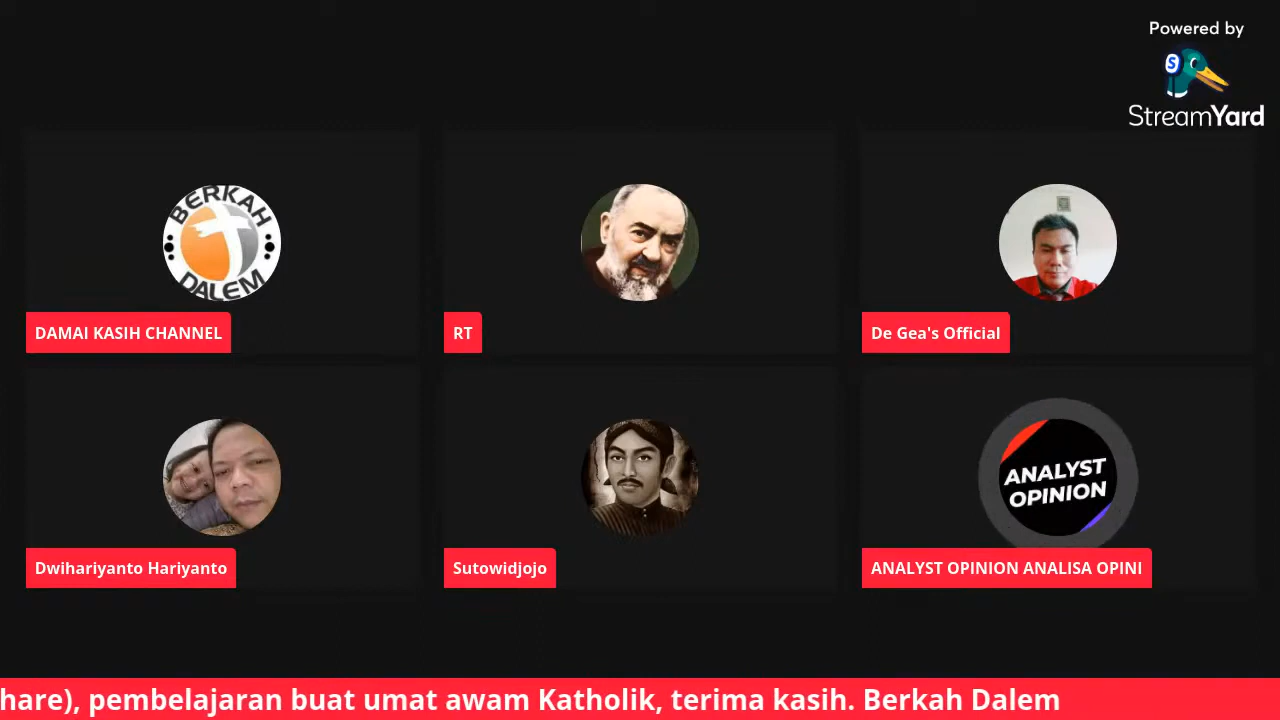 Powered by
StreamYard
BERKAH
DALEM
DAMAI KASIH CHANNEL
RT
De Gea's Official
Dwihariyanto Hariyanto
Sutowidjojo
ANALYST
OPINION
ANALYST OPINION ANALISA OPINI
hare), pembelajaran buat umat awam Katholik, terima kasih. Berkah Dalem